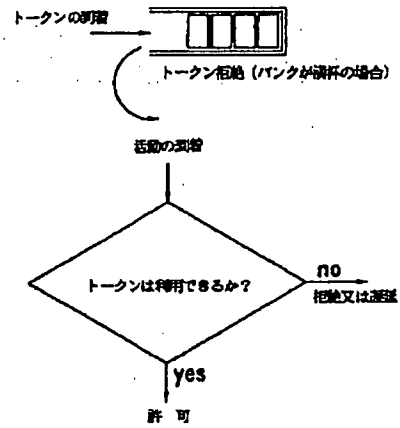 トークンの到着
トークン拒絶（バンクが満杯の場合）
活動の到着
トークンは利用できるか？
no
拒絶又は遅延
yes
許可